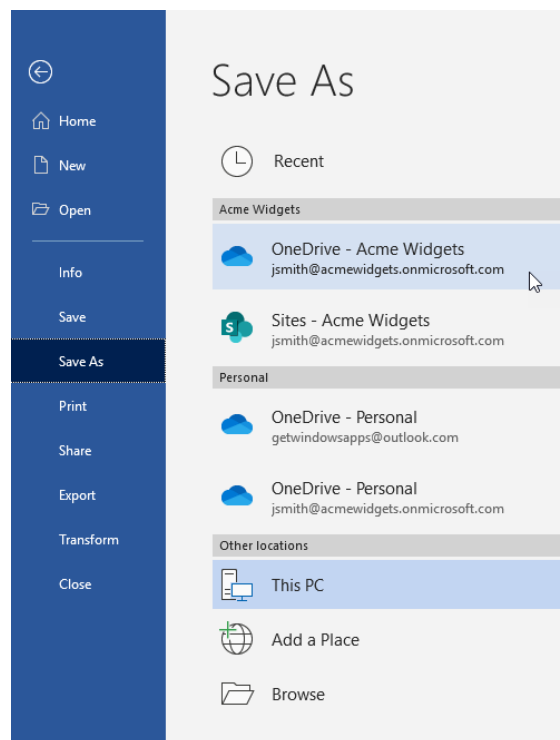 Home
New
Open
Info
Save
Save As
Print
Share
Export
Transform
Close
Save As
Recent
Acme Widgets
OneDrive - Acme Widgets
jsmith@acmewidgets.onmicrosoft.com
S
Sites - Acme Widgets
jsmith@acmewidgets.onmicrosoft.com
Personal
OneDrive - Personal
getwindowsapps@outlook.com
OneDrive - Personal
jsmith@acmewidgets.onmicrosoft.com
Other locations
This PC
Add a Place
Browse